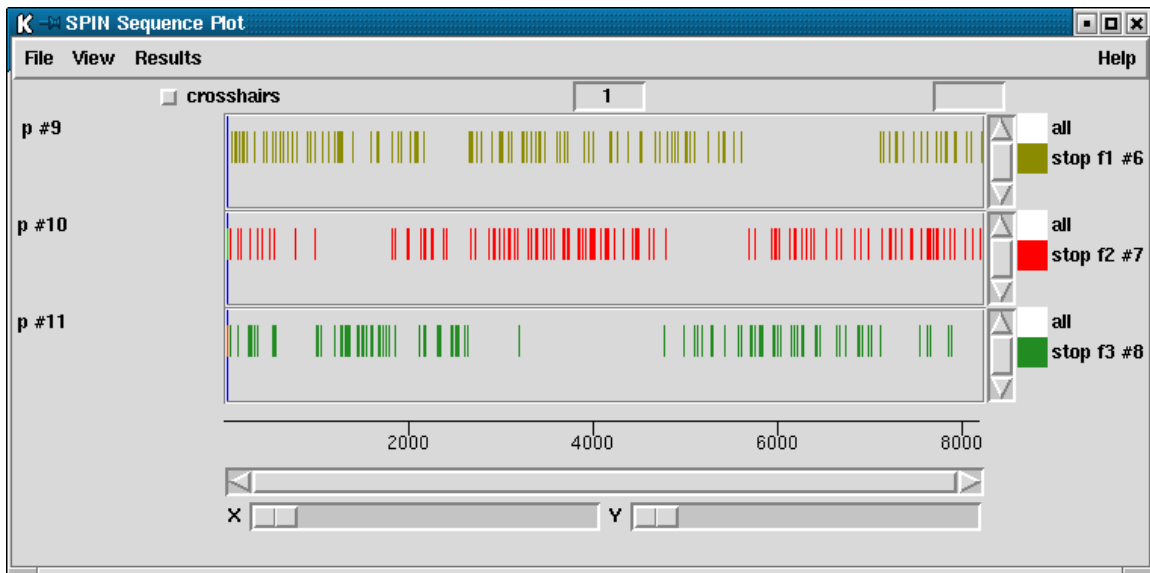 SPIN Sequence Plot
File View Results Help
crosshairs 1
p #9
all
stop f1 #6
p #10
all
stop f2 #7
p #11
all
stop f3 #8
2000 4000 6000 8000
X Y